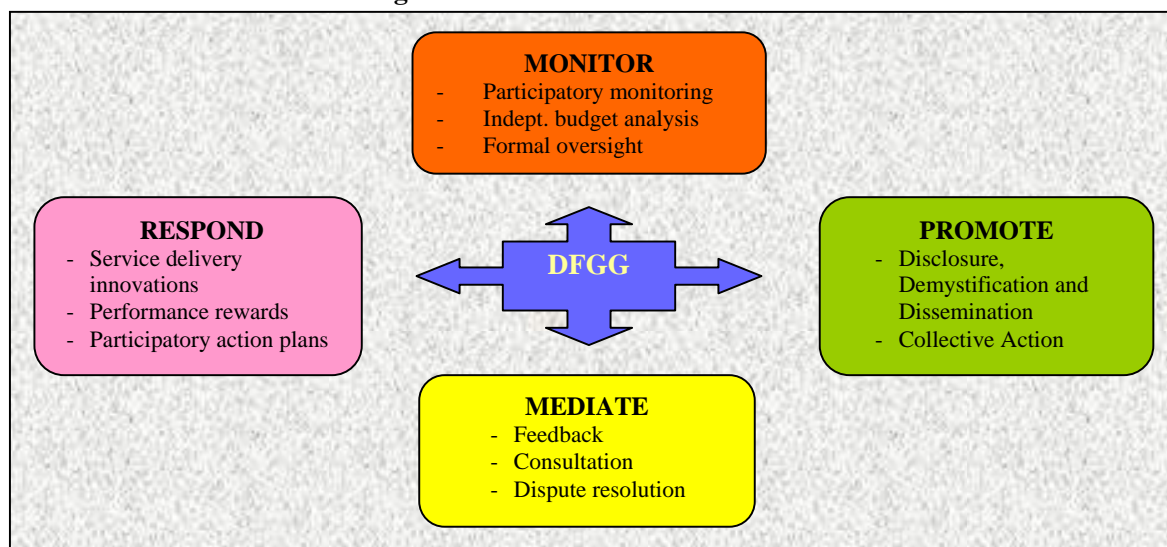 MONITOR
- Participatory monitoring
- Indept. budget analysis
- Formal oversight
RESPOND
- Service delivery
innovations
- Performance rewards
- Participatory action plans
DFGG
PROMOTE
- Disclosure,
Demystification and
Dissemination
- Collective Action
MEDIATE
- Feedback
- Consultation
- Dispute resolution